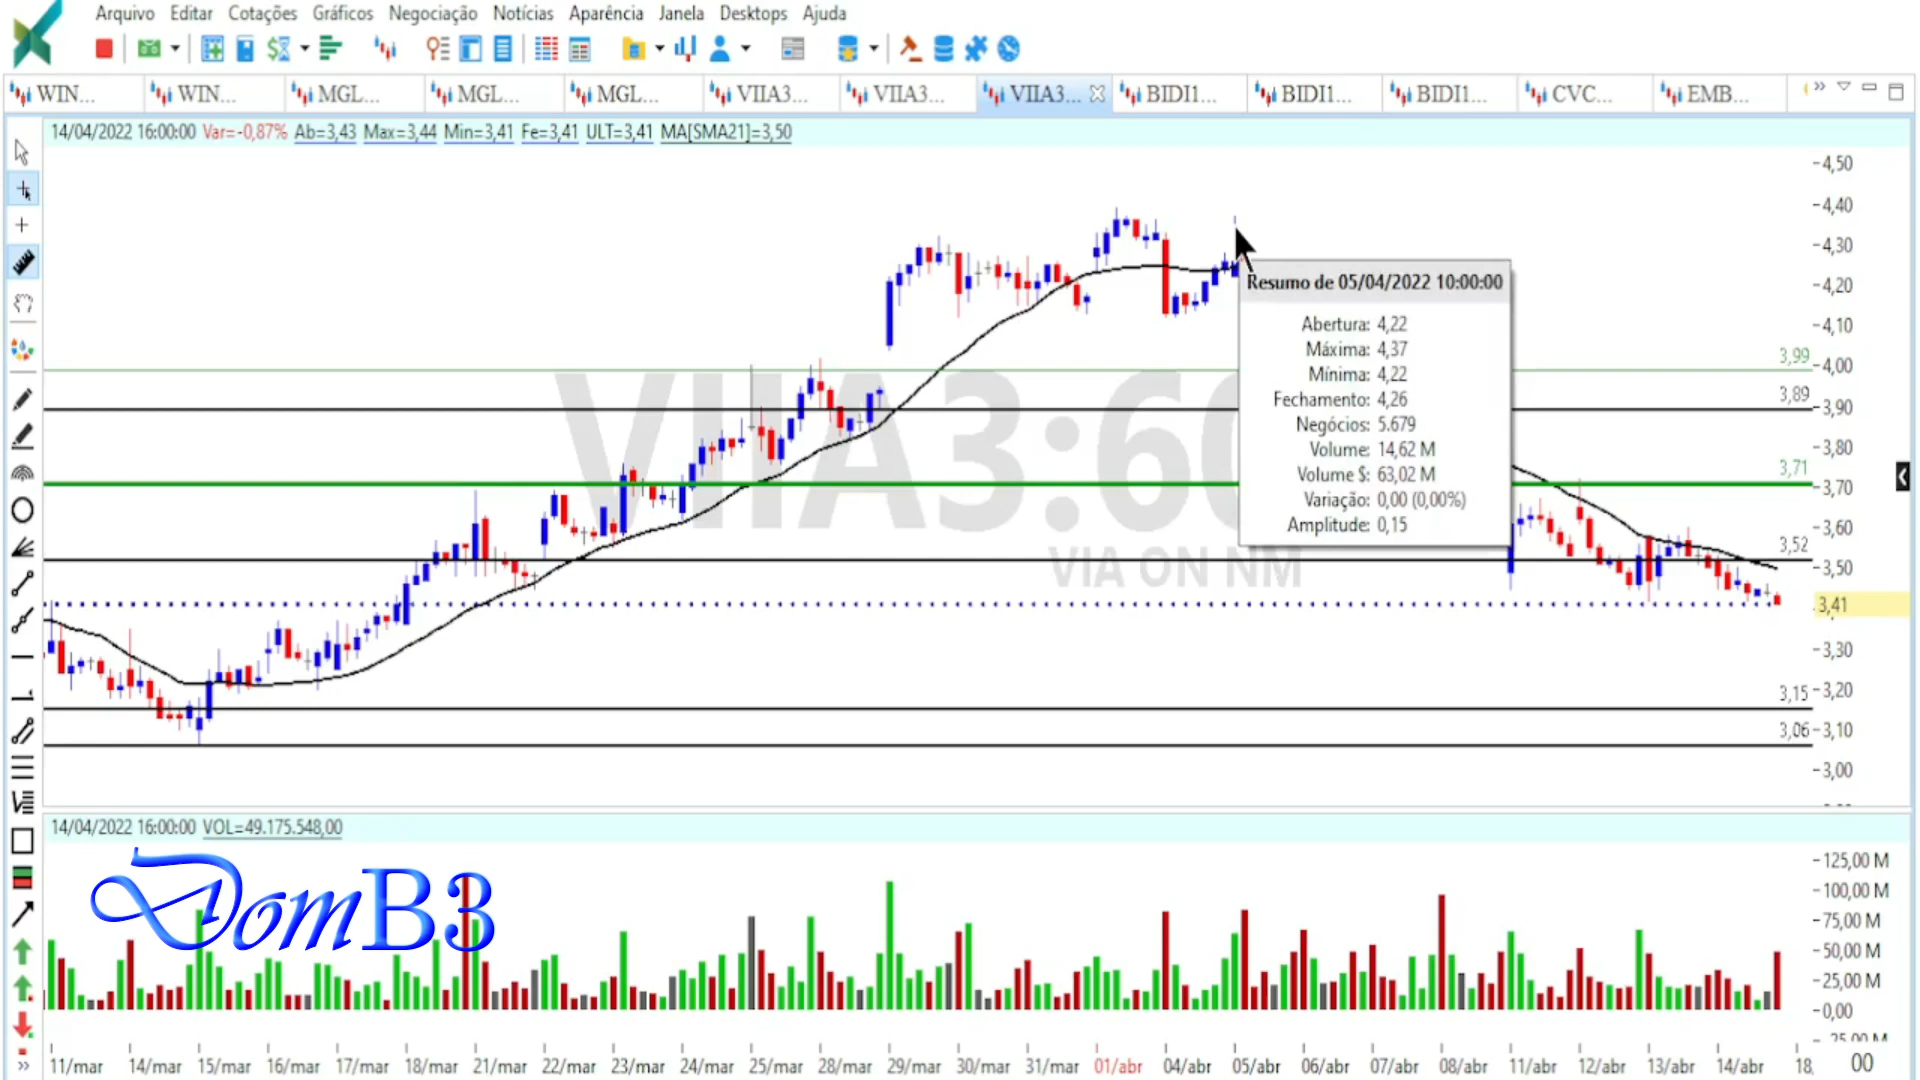 Arquivo Editar Cotações Gráficos Negociação Notícias Aparência Janela Desktops Ajuda
WIN... WIN... MGL... MGL... MGL... VIIA3... VIIA3... VIIA3... BIDI1... BIDI1... BIDI1... CVC... EMB...
14/04/2022 16:00:00 Var=-0,87% Ab=3,43 Max=3,44 Min=3,41 Fe=3,41 ULT=3,41 MA[SMA21]=3,50
4,50
4,40
4,30
4,20
4,10
3,99
4,00
3,89
3,90
3,80
3,71
3,70
3,60
3,52
3,50
3,41
3,30
3,20
3,15
3,06
3,10
3,00
VIIA3:60
VIA ON NM
Resumo de 05/04/2022 10:00:00
Abertura: 4,22
Máxima: 4,37
Mínima: 4,22
Fechamento: 4,26
Negócios: 5.679
Volume: 14,62 M
Volume $: 63,02 M
Variação: 0,00 (0,00%)
Amplitude: 0,15
14/04/2022 16:00:00 VOL=49.175.548,00
DomB3
125,00 M
100,00 M
75,00 M
50,00 M
25,00 M
0,00
11/mar 14/mar 15/mar 16/mar 17/mar 18/mar 21/mar 22/mar 23/mar 24/mar 25/mar 28/mar 29/mar 30/mar 31/mar 01/abr 04/abr 05/abr 06/abr 07/abr 08/abr 11/abr 12/abr 13/abr 14/abr 18, 00